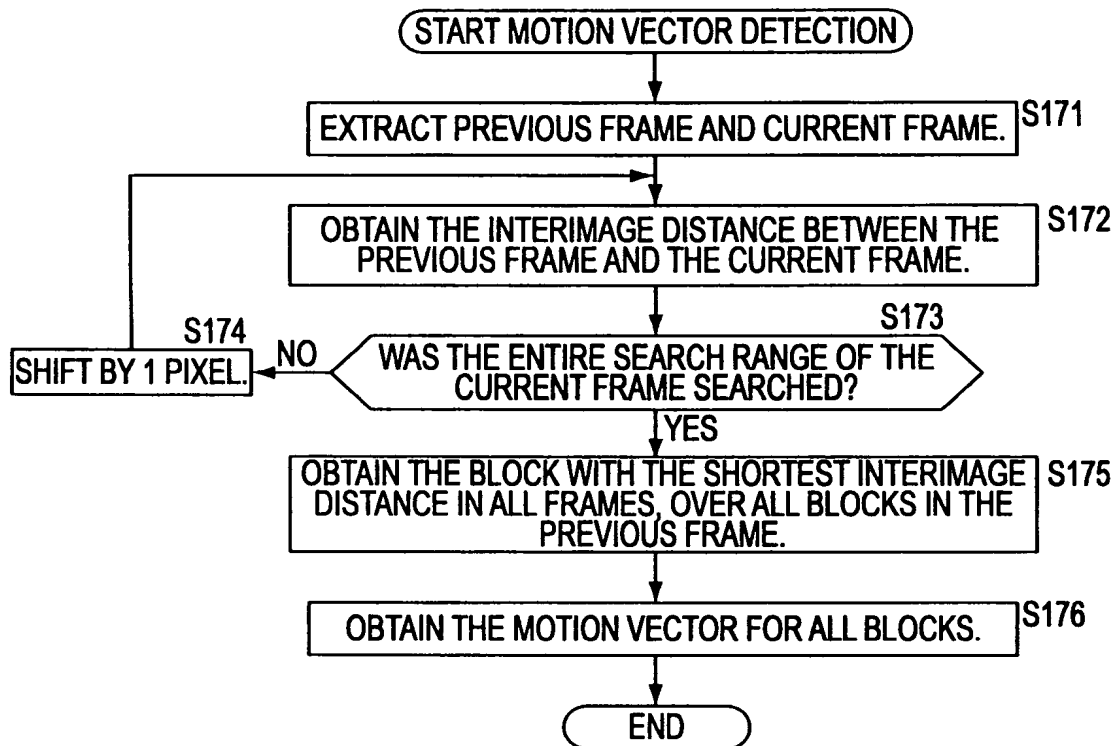 START MOTION VECTOR DETECTION
S171
EXTRACT PREVIOUS FRAME AND CURRENT FRAME.
S172
OBTAIN THE INTERIMAGE DISTANCE BETWEEN THE
PREVIOUS FRAME AND THE CURRENT FRAME.
S174
SHIFT BY 1 PIXEL.
NO
S173
WAS THE ENTIRE SEARCH RANGE OF THE
CURRENT FRAME SEARCHED?
YES
S175
OBTAIN THE BLOCK WITH THE SHORTEST INTERIMAGE
DISTANCE IN ALL FRAMES, OVER ALL BLOCKS IN THE
PREVIOUS FRAME.
S176
OBTAIN THE MOTION VECTOR FOR ALL BLOCKS.
END